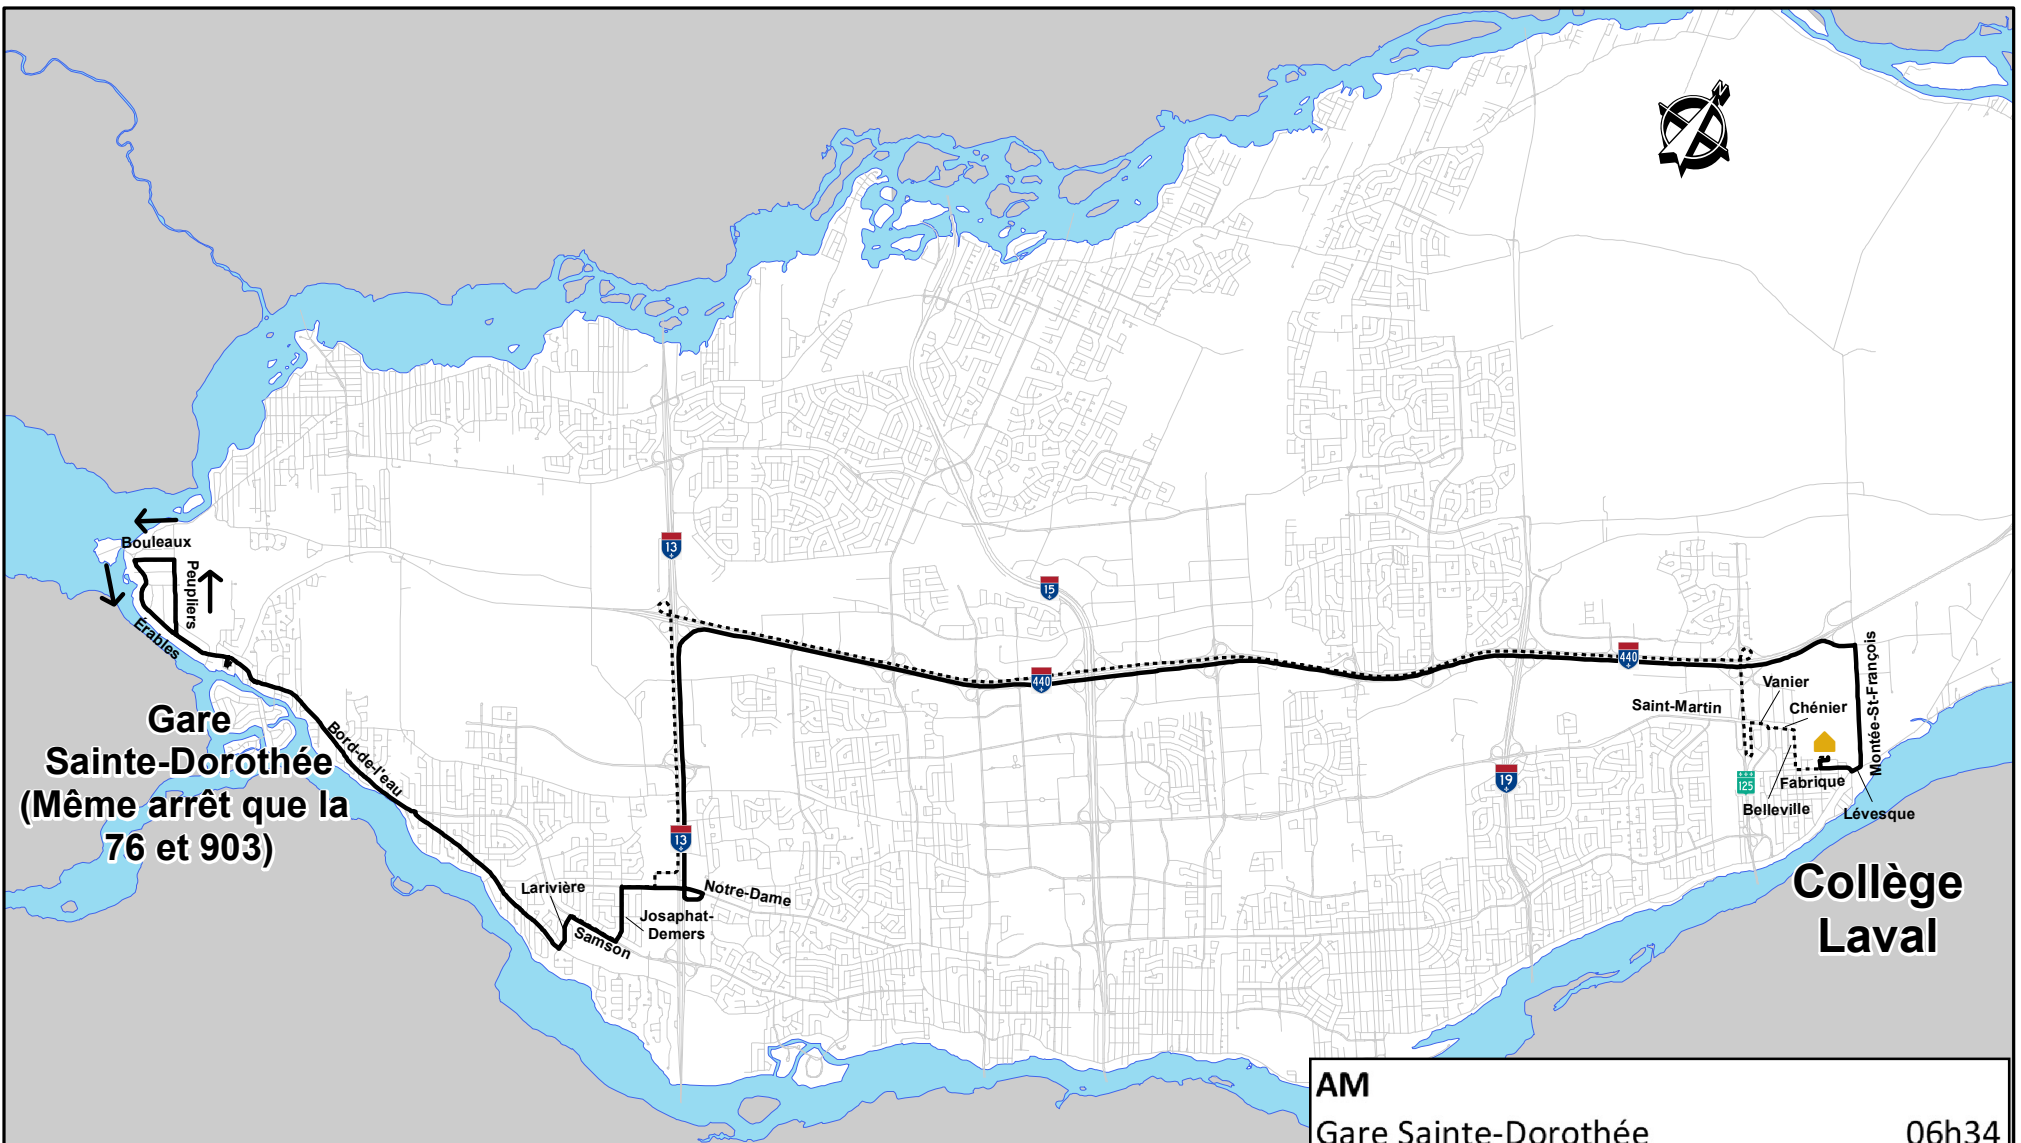 N
Bouleaux
Peupliers
Érables
13
15
440
440
Montée-St-François
Vanier
Saint-Martin
Chénier
Gare
Sainte-Dorothée
(Même arrêt que la
76 et 903)
Bord-de-l'eau
19
125
Fabrique
Belleville
Lévesque
13
Larivière
Notre-Dame
Josaphat-
Demers
Samson
Collège
Laval
AM
Gare Sainte-Dorothée 06h34